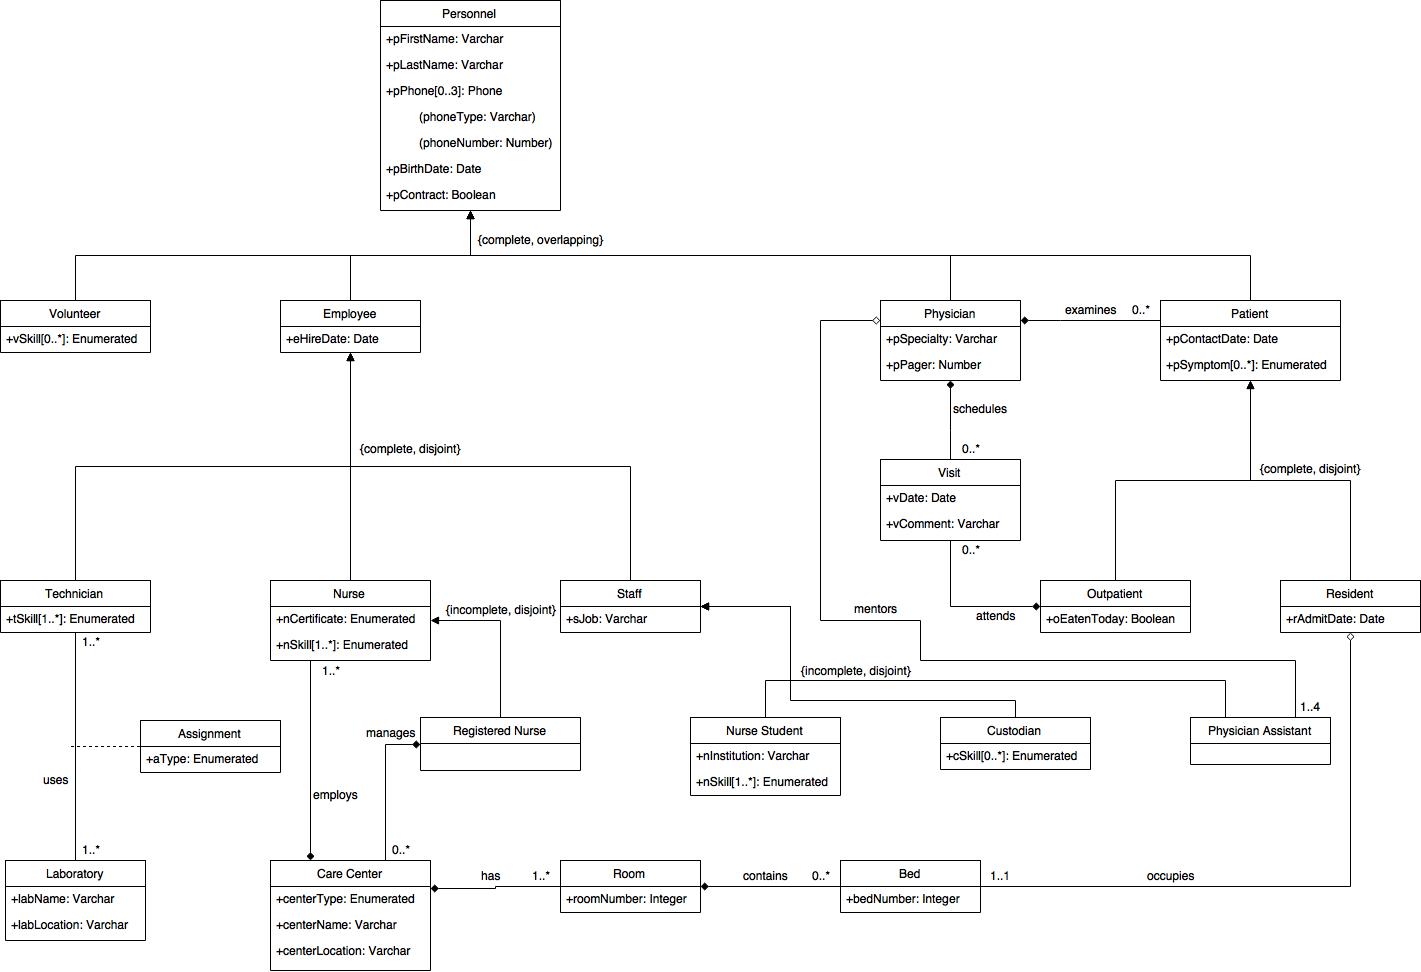 Personnel
+pFirstName: Varchar
+pLastName: Varchar
+pPhone[0..3]: Phone
(phoneType: Varchar)
(phoneNumber: Number)
+pBirthDate: Date
+pContract: Boolean
{complete, overlapping}
Volunteer
+vSkill[0..*]: Enumerated
Employee
+eHireDate: Date
Physician
+pSpecialty: Varchar
+pPager: Number
examines
0..*
Patient
+pContactDate: Date
+pSymptom[0..*]: Enumerated
schedules
0..*
{complete, disjoint}
{complete, disjoint}
Visit
+vDate: Date
+vComment: Varchar
0..*
attends
Technician
+tSkill[1..*]: Enumerated
1..*
Nurse
+nCertificate: Enumerated
+nSkill[1..*]: Enumerated
1..*
{incomplete, disjoint}
Staff
+sJob: Varchar
mentors
Outpatient
+oEatenToday: Boolean
Resident
+rAdmitDate: Date
{incomplete, disjoint}
1..4
Assignment
+aType: Enumerated
manages
Registered Nurse
Nurse Student
+nInstitution: Varchar
+nSkill[1..*]: Enumerated
Custodian
+cSkill[0..*]: Enumerated
Physician Assistant
uses
employs
1..*
0..*
Laboratory
+labName: Varchar
+labLocation: Varchar
Care Center
+centerType: Enumerated
+centerName: Varchar
+centerLocation: Varchar
has
1..*
Room
+roomNumber: Integer
contains
0..*
Bed
+bedNumber: Integer
1..1
occupies